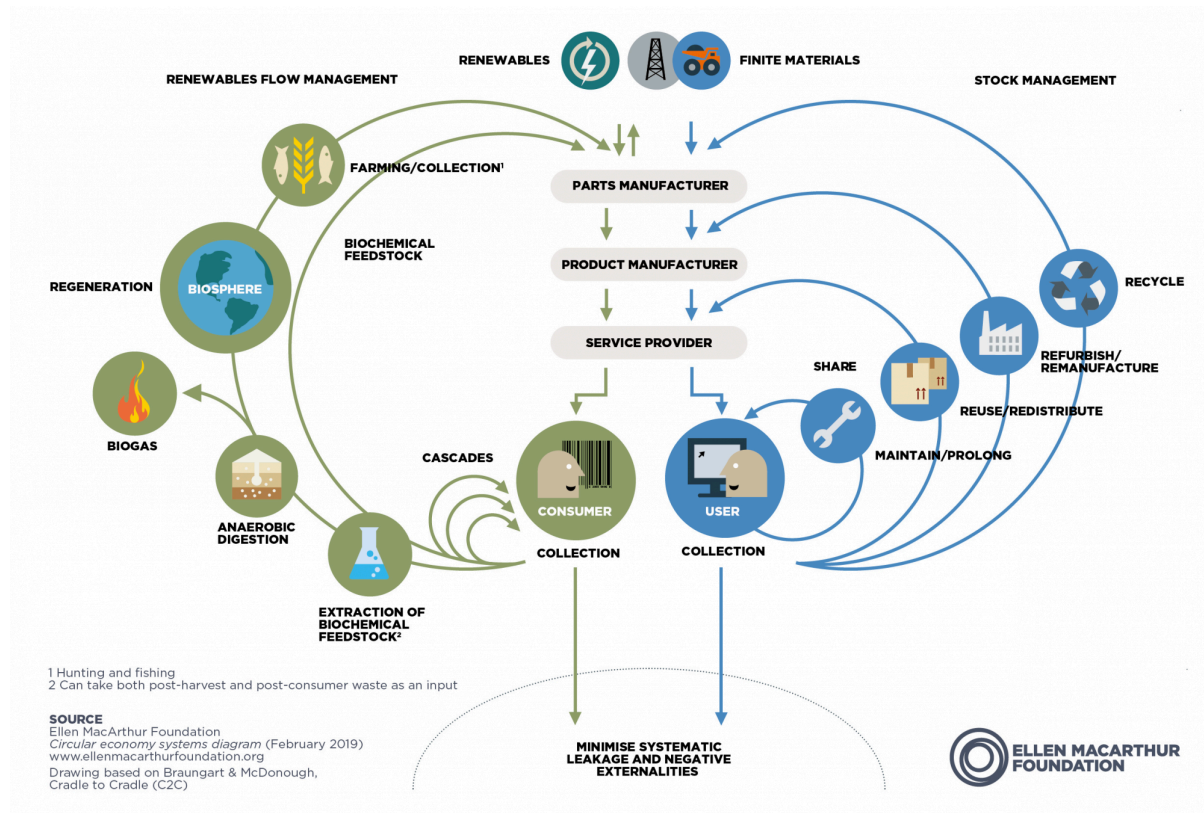 RENEWABLES
FINITE MATERIALS
RENEWABLES FLOW MANAGEMENT
STOCK MANAGEMENT
FARMING/COLLECTION¹
PARTS MANUFACTURER
BIOCHEMICAL
FEEDSTOCK
PRODUCT MANUFACTURER
REGENERATION
BIOSPHERE
RECYCLE
SERVICE PROVIDER
SHARE
REFURBISH/
REMANUFACTURE
REUSE/REDISTRIBUTE
BIOGAS
CASCADES
MAINTAIN/PROLONG
CONSUMER
USER
ANAEROBIC
DIGESTION
COLLECTION
COLLECTION
EXTRACTION OF
BIOCHEMICAL
FEEDSTOCK²
1 Hunting and fishing
2 Can take both post-harvest and post-consumer waste as an input
SOURCE
Ellen MacArthur Foundation
Circular economy systems diagram (February 2019)
www.ellenmacarthurfoundation.org
Drawing based on Braungart & McDonough,
Cradle to Cradle (C2C)
MINIMISE SYSTEMATIC
LEAKAGE AND NEGATIVE
EXTERNALITIES
ELLEN MACARTHUR
FOUNDATION